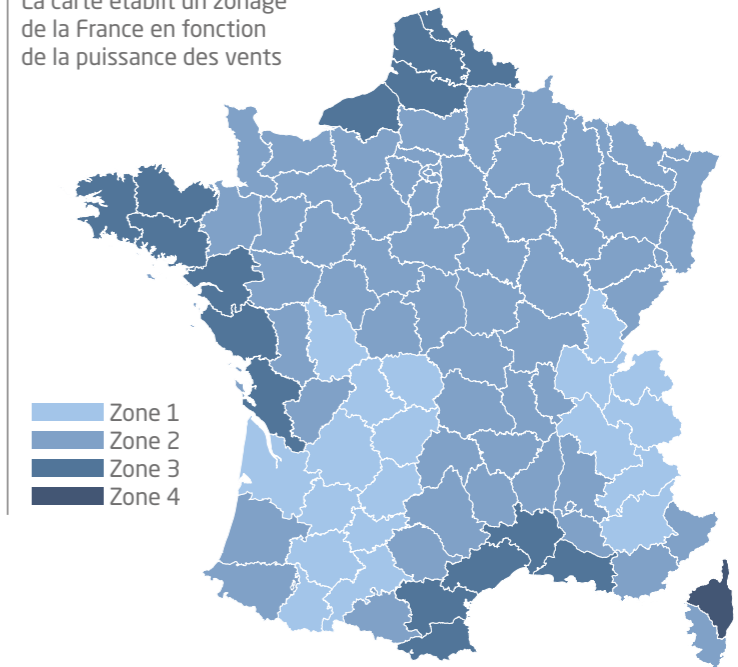 La carte établit un zonage
de la France en fonction
de la puissance des vents
Zone 1
Zone 2
Zone 3
Zone 4